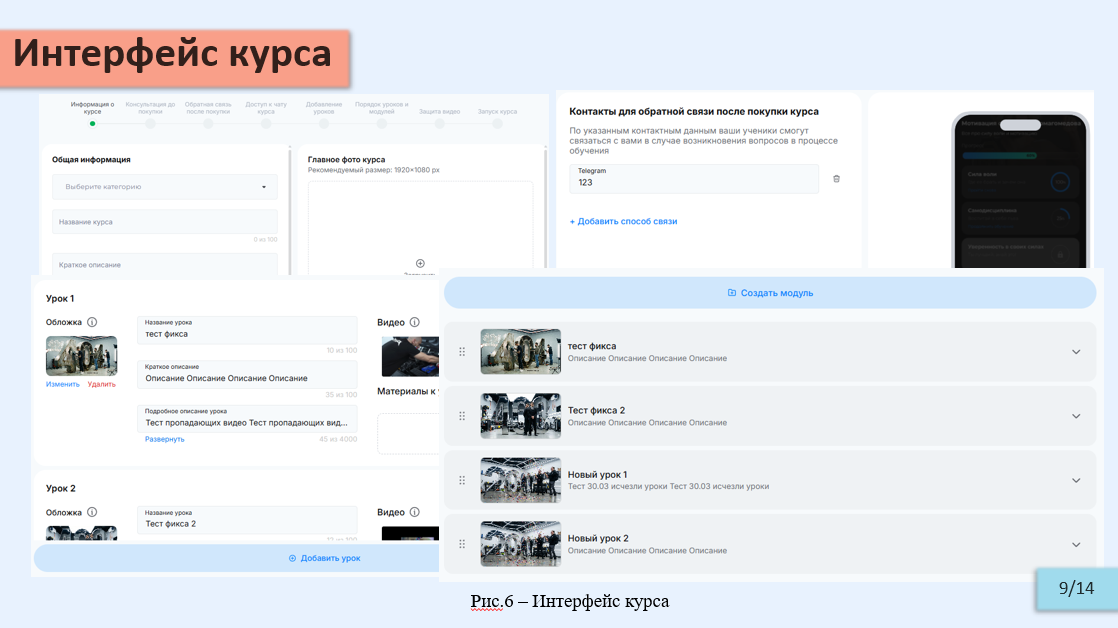 Интерфейс курса
Информация о курсе
Консультация до покупки
Обратная связь после покупки
Доступ к чату курса
Добавление уроков
Порядок уроков и модулей
Защита видео
Запуск курса
Общая информация
Выберите категорию
Название курса
0 из 100
Краткое описание
Главное фото курса
Рекомендуемый размер: 1920×1080 px
Контакты для обратной связи после покупки курса
По указанным контактным данным ваши ученики смогут
связаться с вами в случае возникновения вопросов в процессе
обучения
Telegram
123
+ Добавить способ связи
Сила воли
Самодисциплина
Урок 1
Обложка
Изменить Удалить
Название урока
тест фикса
10 из 100
Краткое описание
Описание Описание Описание Описание
35 из 100
Подробное описание урока
Тест пропадающих видео Тест пропадающих вид...
Развернуть
45 из 4000
Видео
Материалы к
Урок 2
Обложка
Название урока
Тест фикса 2
12 из 100
Видео
Добавить урок
Создать модуль
тест фикса
Описание Описание Описание Описание
Тест фикса 2
Описание Описание Описание Описание
Новый урок 1
Тест 30.03 исчезли уроки Тест 30.03 исчезли уроки
Новый урок 2
Описание Описание Описание Описание
Рис.6 – Интерфейс курса
9/14